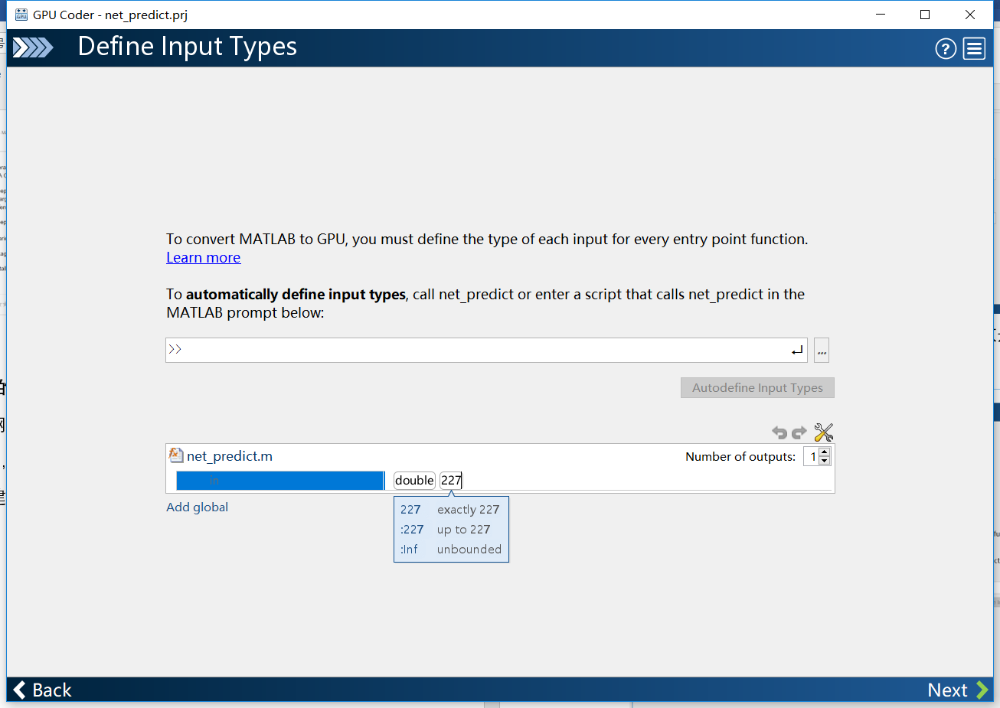 GPU Coder - net_predict.prj
Define Input Types
To convert MATLAB to GPU, you must define the type of each input for every entry point function.
Learn more
To automatically define input types, call net_predict or enter a script that calls net_predict in the
MATLAB prompt below:
>>
...
Autodefine Input Types
net_predict.m
Number of outputs: 1
in double 227
Add global
227 exactly 227
:227 up to 227
:Inf unbounded
Back
Next